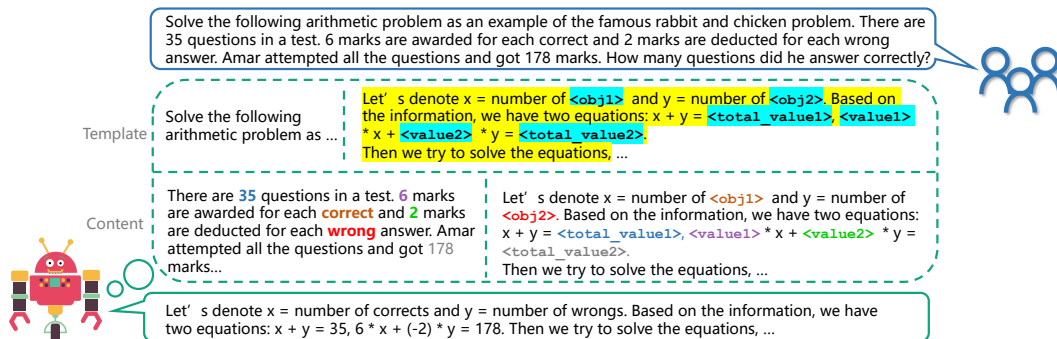 Solve the following arithmetic problem as an example of the famous rabbit and chicken problem. There are
35 questions in a test. 6 marks are awarded for each correct and 2 marks are deducted for each wrong
answer. Amar attempted all the questions and got 178 marks. How many questions did he answer correctly?
Template
Solve the following
arithmetic problem as ...
Let's denote x = number of <obj1> and y = number of <obj2>. Based on
the information, we have two equations: x + y = <total_value1>, <value1>
* x + <value2> * y = <total_value2>.
Then we try to solve the equations, ...
Content
There are 35 questions in a test. 6 marks
are awarded for each correct and 2 marks
are deducted for each wrong answer. Amar
attempted all the questions and got 178
marks...
Let's denote x = number of <obj1> and y = number of
<obj2>. Based on the information, we have two equations:
x + y = <total_value1>, <value1> * x + <value2> * y =
<total_value2>.
Then we try to solve the equations, ...
Let's denote x = number of corrects and y = number of wrongs. Based on the information, we have
two equations: x + y = 35, 6 * x + (-2) * y = 178. Then we try to solve the equations, ...